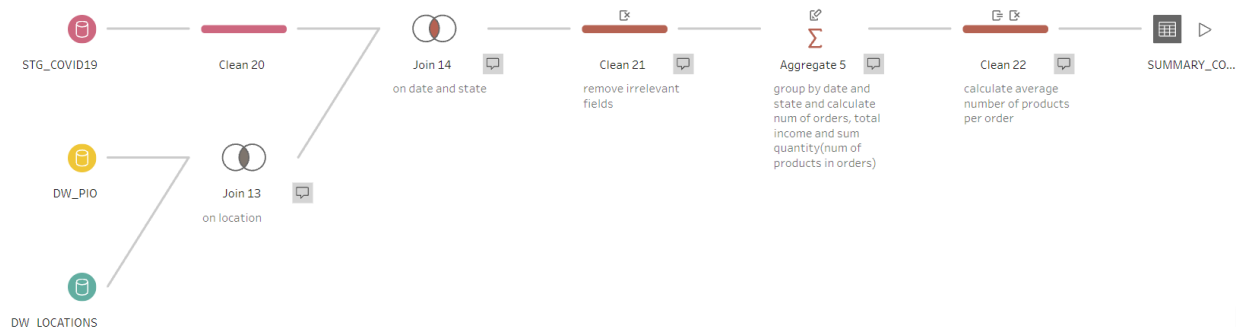 STG_COVID19
Clean 20
Join 14
on date and state
Clean 21
remove irrelevant
fields
Aggregate 5
group by date and
state and calculate
num of orders, total
income and sum
quantity(num of
products in orders)
Clean 22
calculate average
number of products
per order
SUMMARY_CO...
DW_PIO
Join 13
on location
DW_LOCATIONS